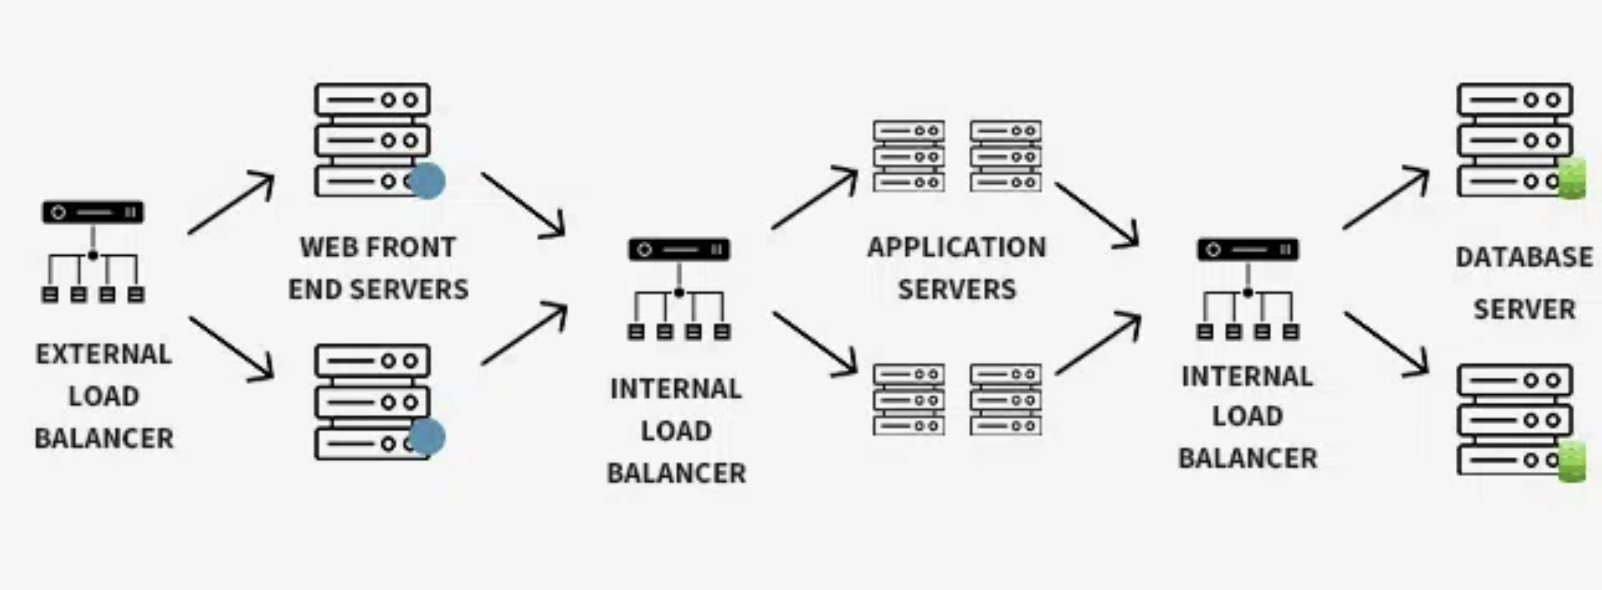 EXTERNAL
LOAD
BALANCER
WEB FRONT
END SERVERS
INTERNAL
LOAD
BALANCER
APPLICATION
SERVERS
INTERNAL
LOAD
BALANCER
DATABASE
SERVER